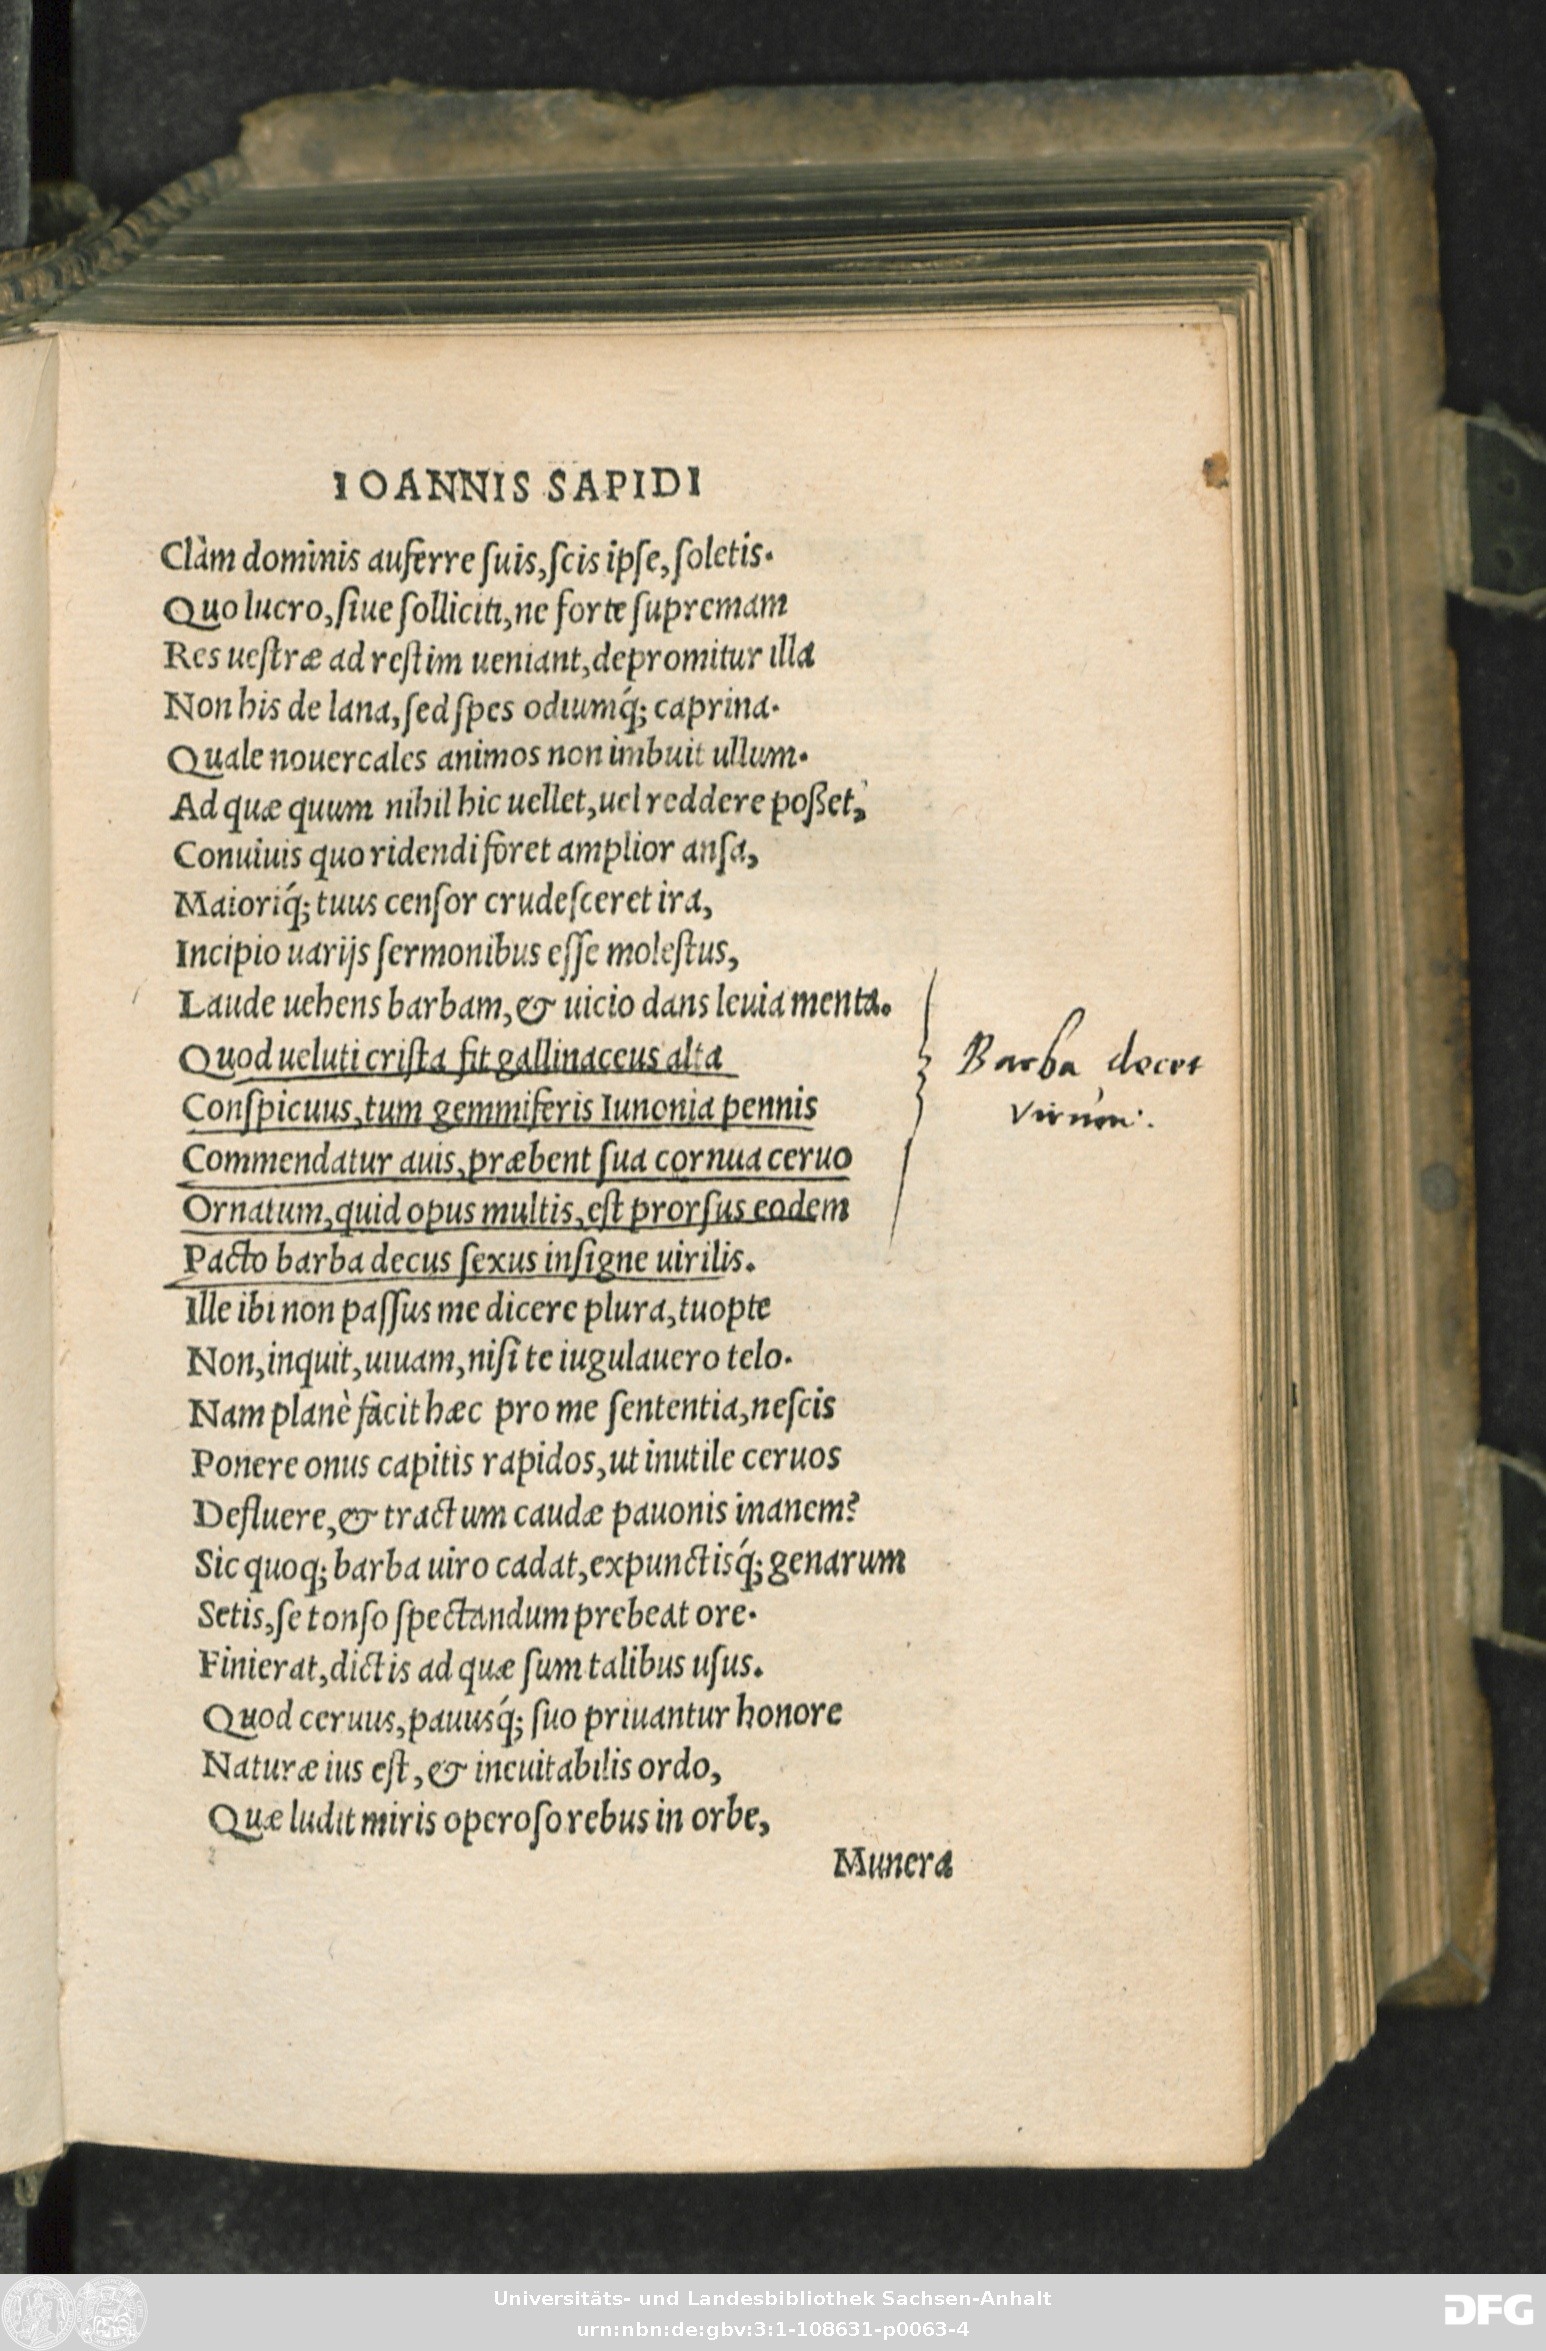 IOANNIS SAPIDI
Clàm dominis auferre ſuis, ſcis ipſe, ſoletis.
Quo lucro, ſiue ſolliciti, ne forte ſupremam
Res ueſtræ ad reſtim ueniant, depromitur illa
Non his de lana, ſed ſpes odiumq́; caprina.
Quale nouercales animos non imbuit ullum.
Ad quæ quum nihil hic uellet, uel reddere poßet,
Conuiuis quo ridendi foret amplior anſa,
Maioriq́; tuus cenſor crudeſceret ira,
Incipio uarijs ſermonibus eſſe moleſtus,
Laude uehens barbam, & uicio dans leuia menta.
Quod ueluti criſta fit gallinaceus alta
Conſpicuus, tum gemmiferis Iunonia pennis
Commendatur auis, præbent ſua cornua ceruo
Ornatum, quid opus multis, eſt prorſus eodem
Pacto barba decus ſexus inſigne uirilis.
Barba decet
virum.
Ille ibi non paſſus me dicere plura, tuopte
Non, inquit, uiuam, niſi te iugulauero telo.
Nam planè facit hæc pro me ſententia, neſcis
Ponere onus capitis rapidos, ut inutile ceruos
Defluere, & tractum caudæ pauonis inanem?
Sic quoq; barba uiro cadat, expunctisq́; genarum
Setis, ſe tonſo ſpectandum prebeat ore.
Finierat, dictis ad quæ ſum talibus uſus.
Quod ceruus, pauusq́; ſuo priuantur honore
Naturæ ius eſt, & ineuitabilis ordo,
Quæ ludit miris operoſo rebus in orbe,
Munera
Universitäts- und Landesbibliothek Sachsen-Anhalt
urn:nbn:de:gbv:3:1-108631-p0063-4
DFG